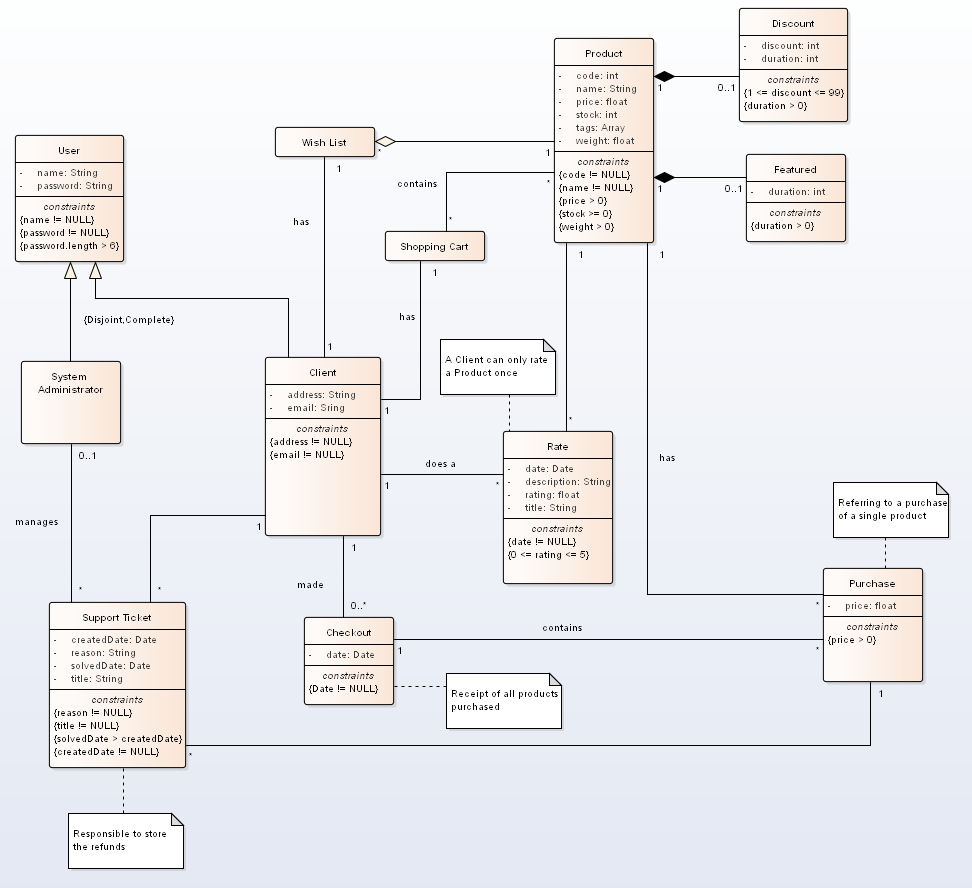 Discount
- discount: int
- duration: int
constraints
{1 <= discount <= 99}
{duration > 0}
Product
- code: int
- name: String
- price: float
- stock: int
- tags: Array
- weight: float
constraints
{code != NULL}
{name != NULL}
{price > 0}
{stock >= 0}
{weight > 0}
1
0..1
1
0..1
Featured
- duration: int
constraints
{duration > 0}
Wish List
*
1
1
has
1
contains
*
*
Shopping Cart
1
has
1
User
- name: String
- password: String
constraints
{name != NULL}
{password != NULL}
{password.length > 6}
{Disjoint,Complete}
System
Administrator
0..1
manages
*
Client
- address: String
- email: Sring
constraints
{address != NULL}
{email != NULL}
A Client can only rate
a Product once
1
*
1
has
*
does a
1
*
Rate
- date: Date
- description: String
- rating: float
- title: String
constraints
{date != NULL}
{0 <= rating <= 5}
Referring to a purchase
of a single product
Purchase
- price: float
constraints
{price > 0}
1
*
1
made
0..*
Checkout
- date: Date
constraints
{Date != NULL}
contains
1
*
Receipt of all products
purchased
Support Ticket
- createdDate: Date
- reason: String
- solvedDate: Date
- title: String
constraints
{reason != NULL}
{title != NULL}
{solvedDate > createdDate}
{createdDate != NULL}
1
*
Responsible to store
the refunds